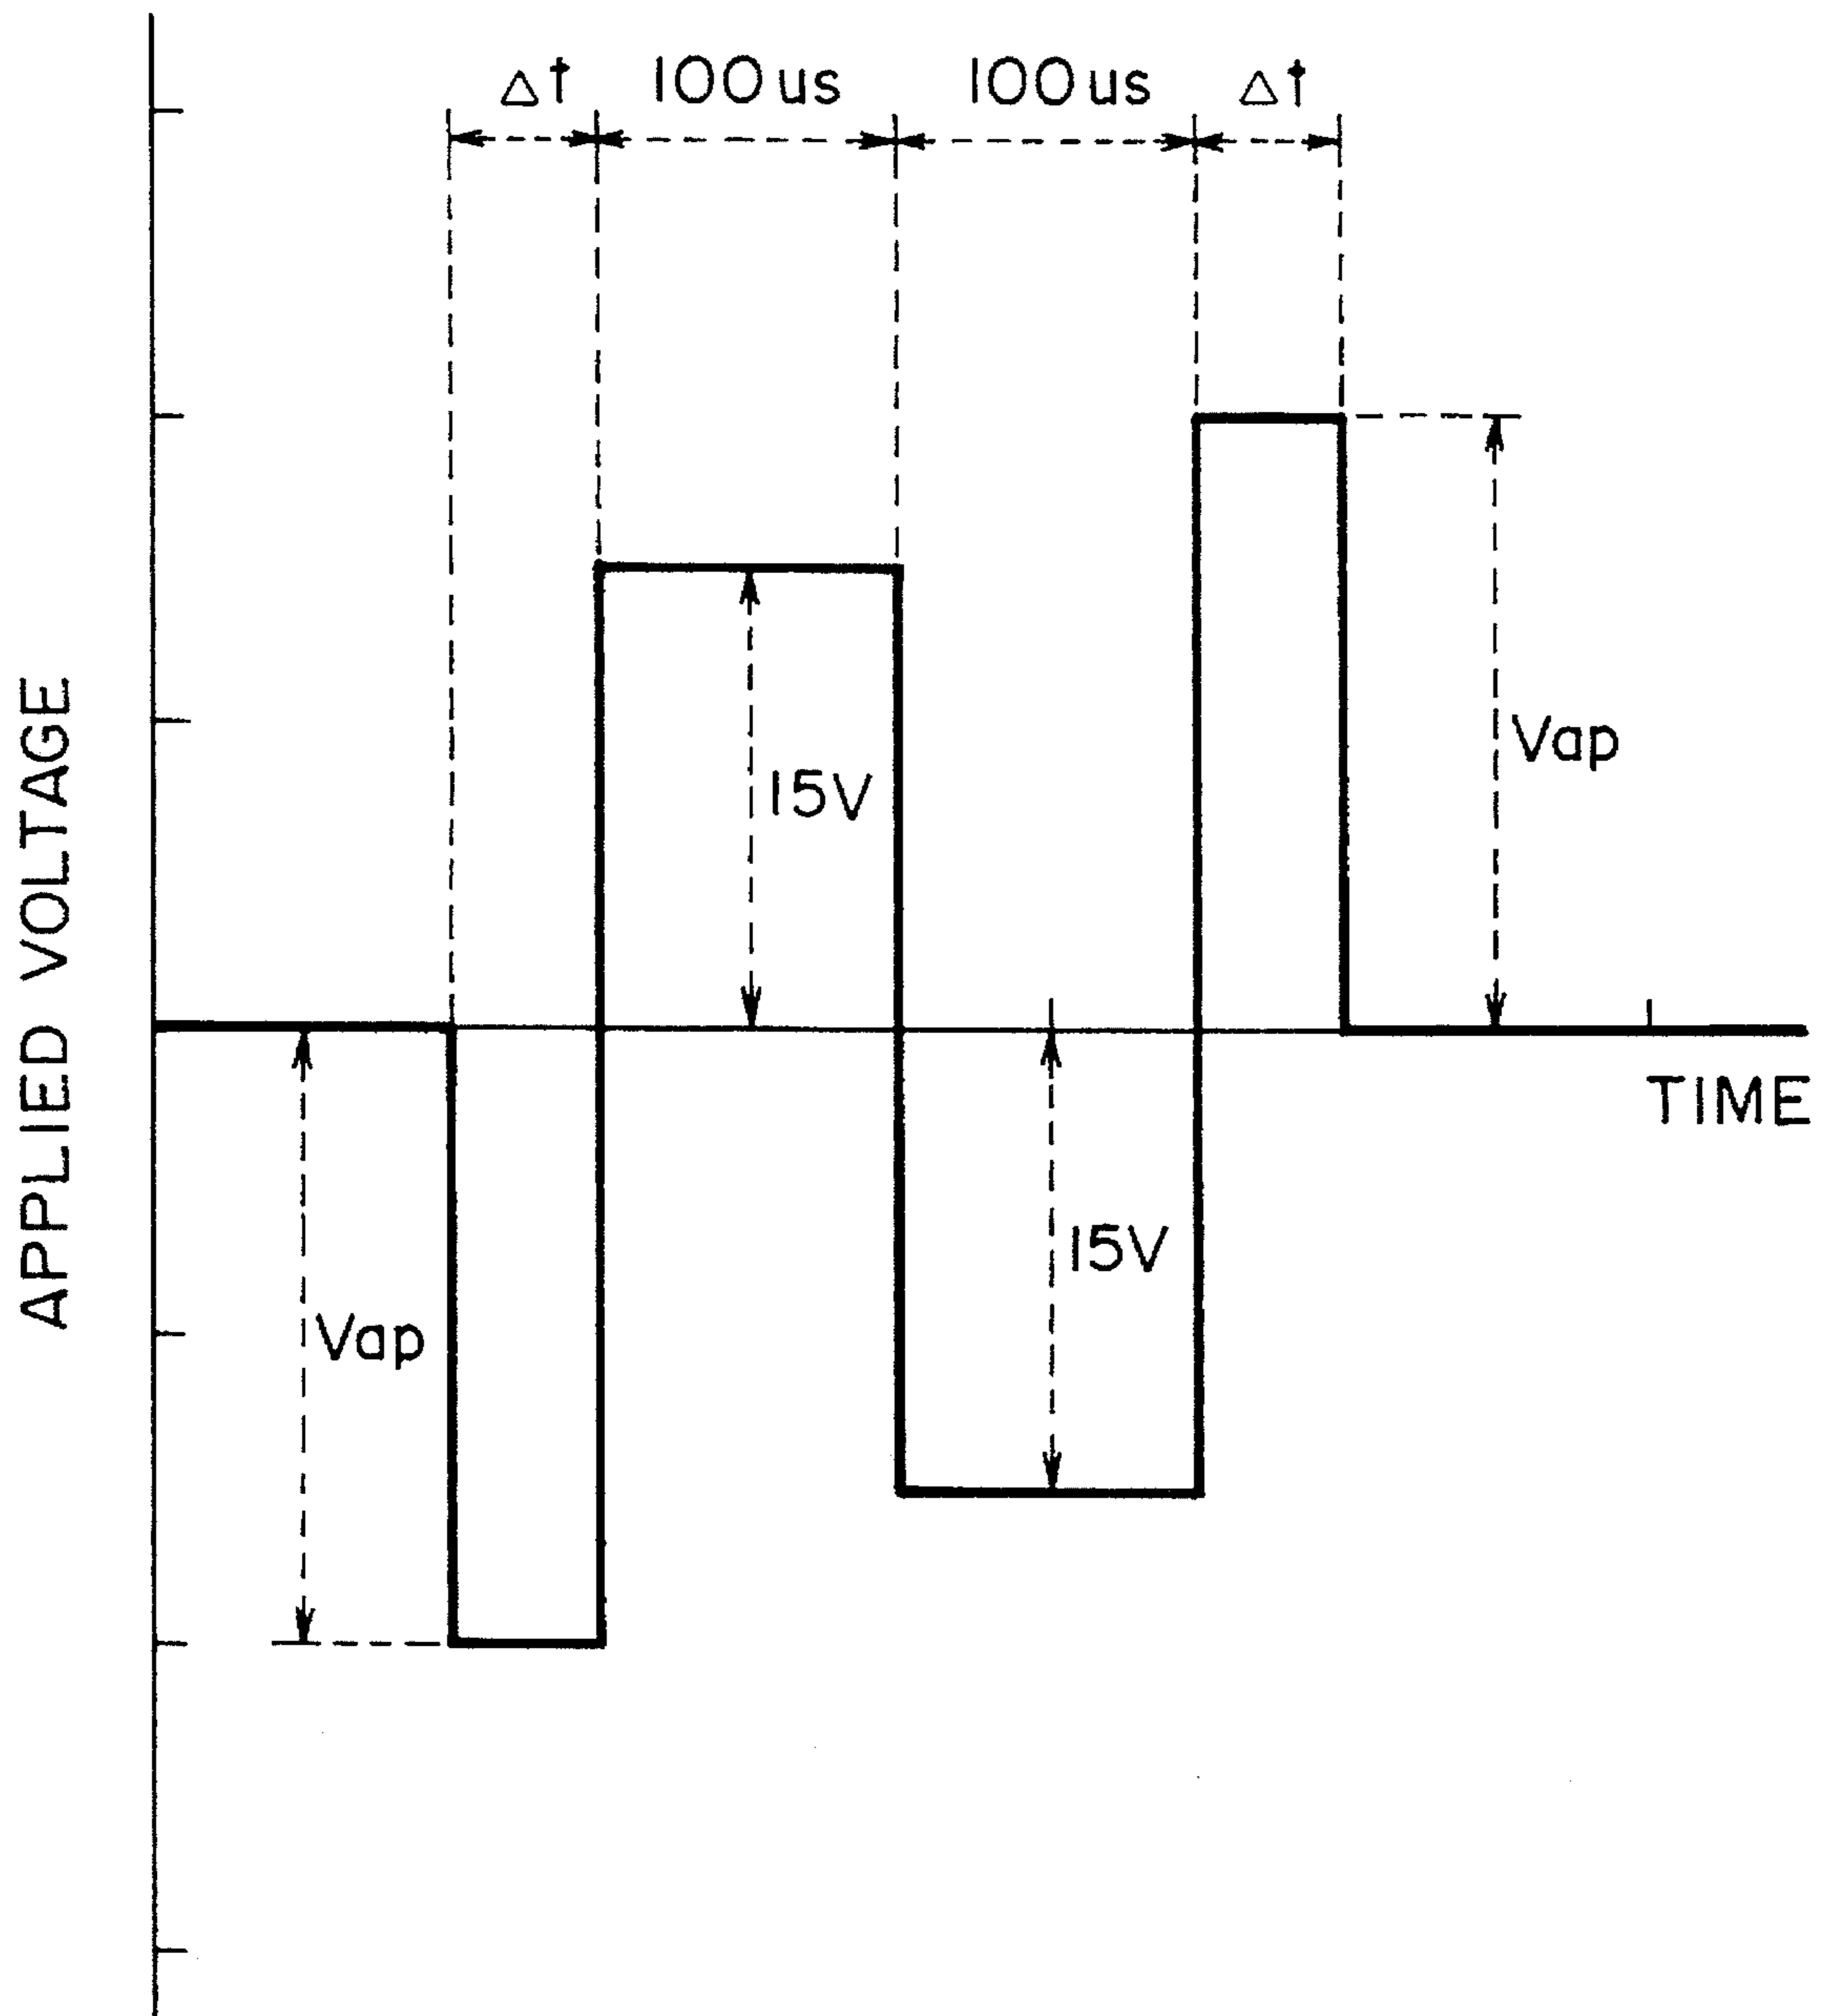 Δt 100us 100us Δt
APPLIED VOLTAGE
15V
Vap
TIME
15V
Vap